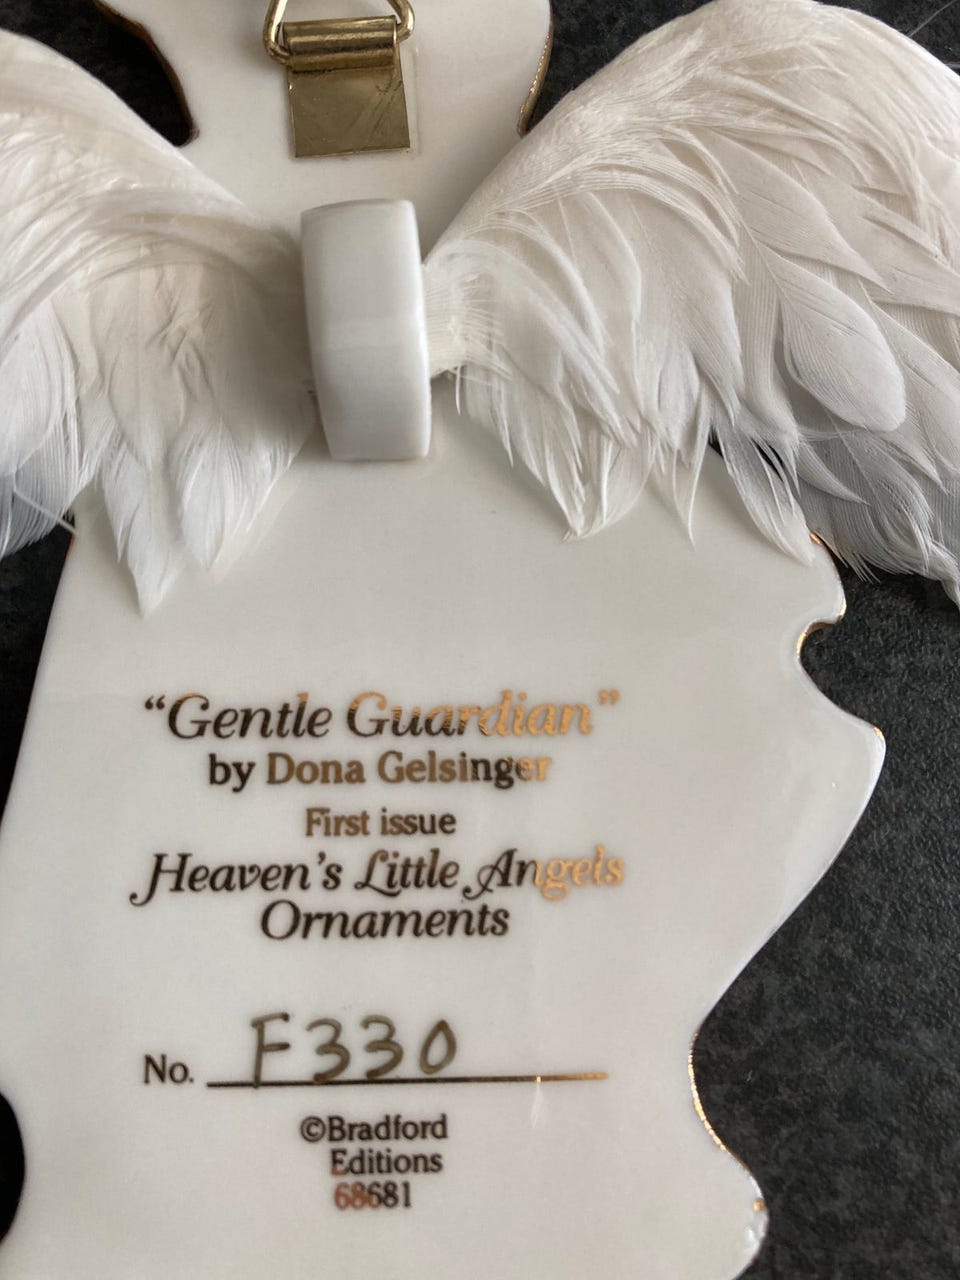 “Gentle Guardian”
by Dona Gelsinger
First issue
Heaven’s Little Angels
Ornaments
No. F330
©Bradford
Editions
68681